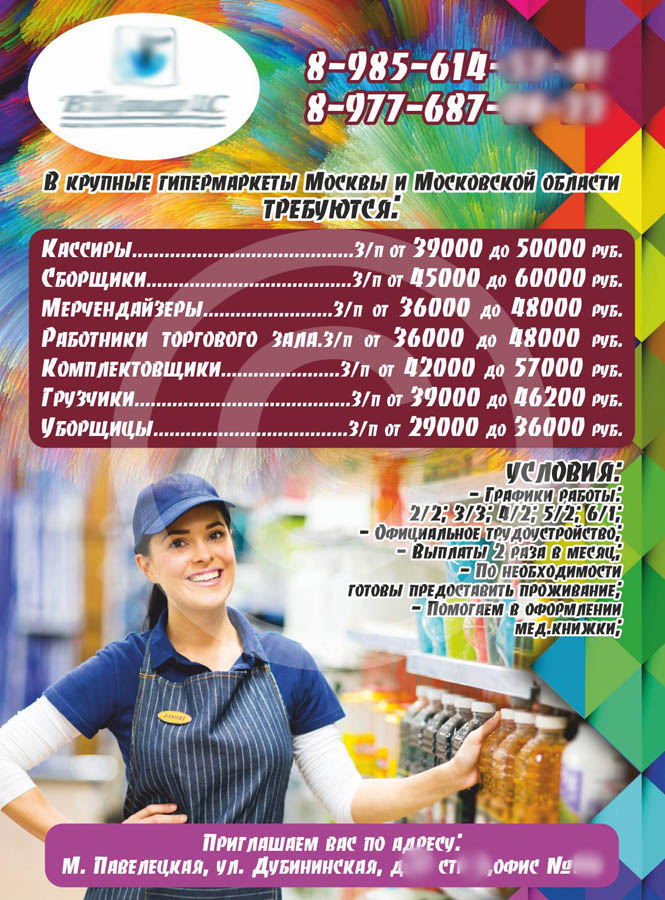 8-985-614-
8-977-687-
В крупные гипермаркеты Москвы и Московской области
требуются:
Кассиры........................................З/п от 39000 до 50000 руб.
Сборщики.....................................З/п от 45000 до 60000 руб.
Мерчендайзеры........................З/п от 36000 до 48000 руб.
Работники торгового зала.З/п от 36000 до 48000 руб.
Комплектовщики......................З/п от 42000 до 57000 руб.
Грузчики.......................................З/п от 39000 до 46200 руб.
Уборщицы...................................З/п от 29000 до 36000 руб.
Условия:
- Графики работы:
2/2; 3/3; 4/2; 5/2; 6/1;
- Официальное трудоустройство;
- Выплаты 2 раза в месяц;
- По необходимости
готовы предоставить проживание;
- Помогаем в оформлении
мед.книжки;
Приглашаем вас по адресу:
М. Павелецкая, ул. Дубининская, д стр ,офис №